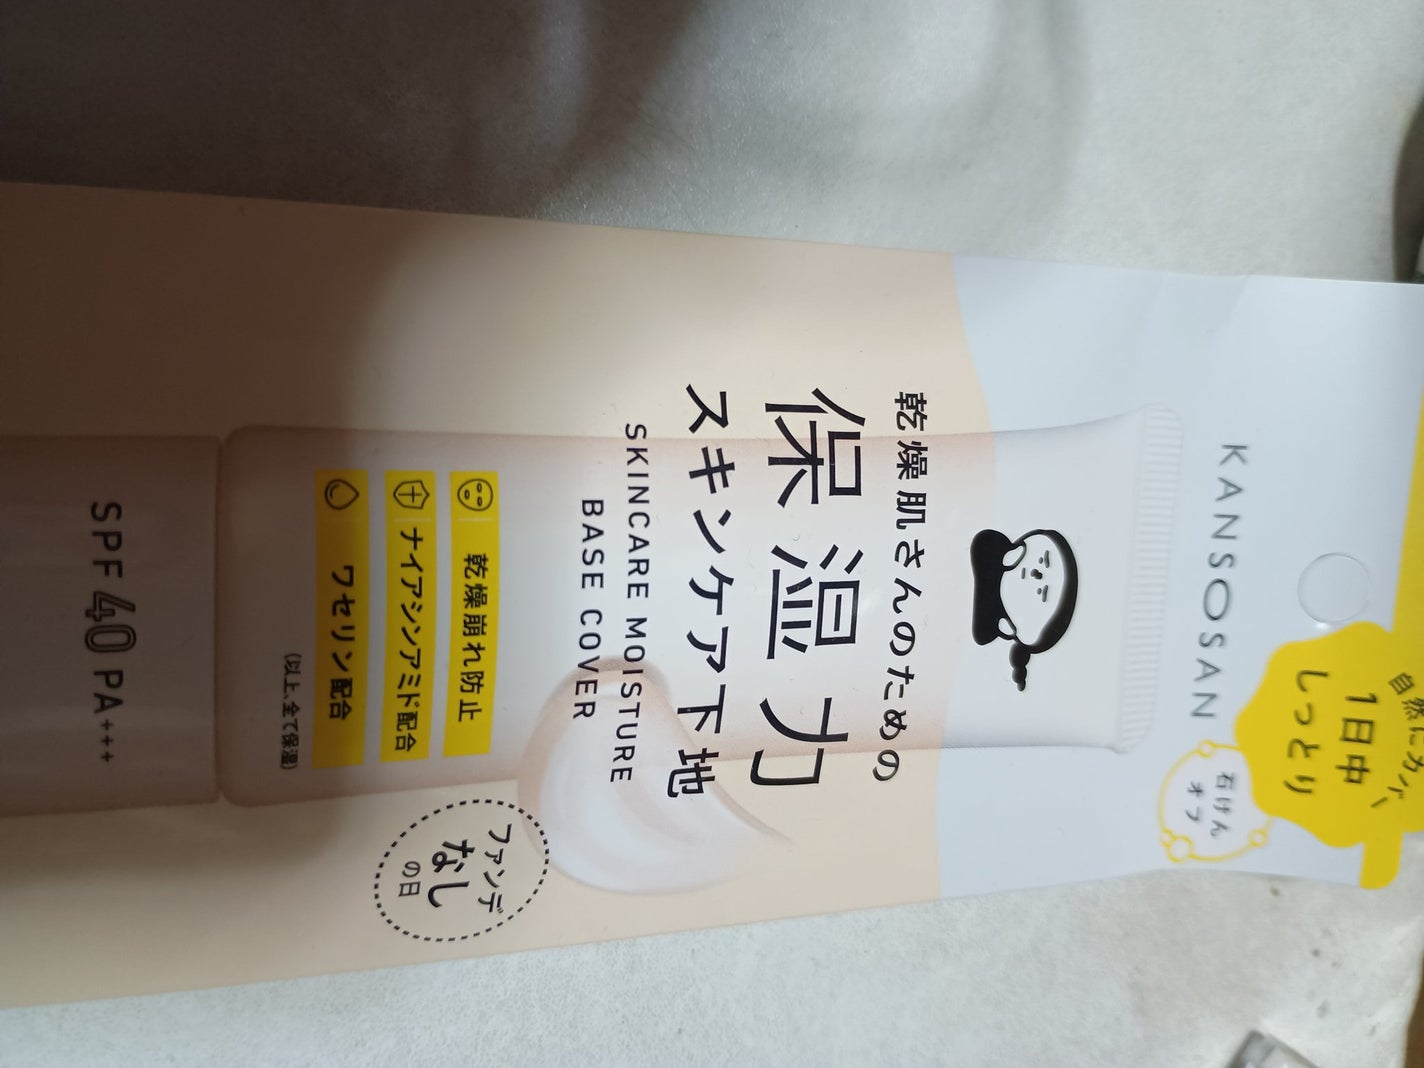 自然にカバー
1日中
しっとり
KANSOSAN
石けん
オフ
乾燥肌さんのための
保湿力
スキンケア下地
SKINCARE MOISTURE
BASE COVER
乾燥崩れ防止
ナイアシンアミド配合
ワセリン配合
(以上、全て保湿)
ファンデ
なし
の日
SPF 40 PA+++